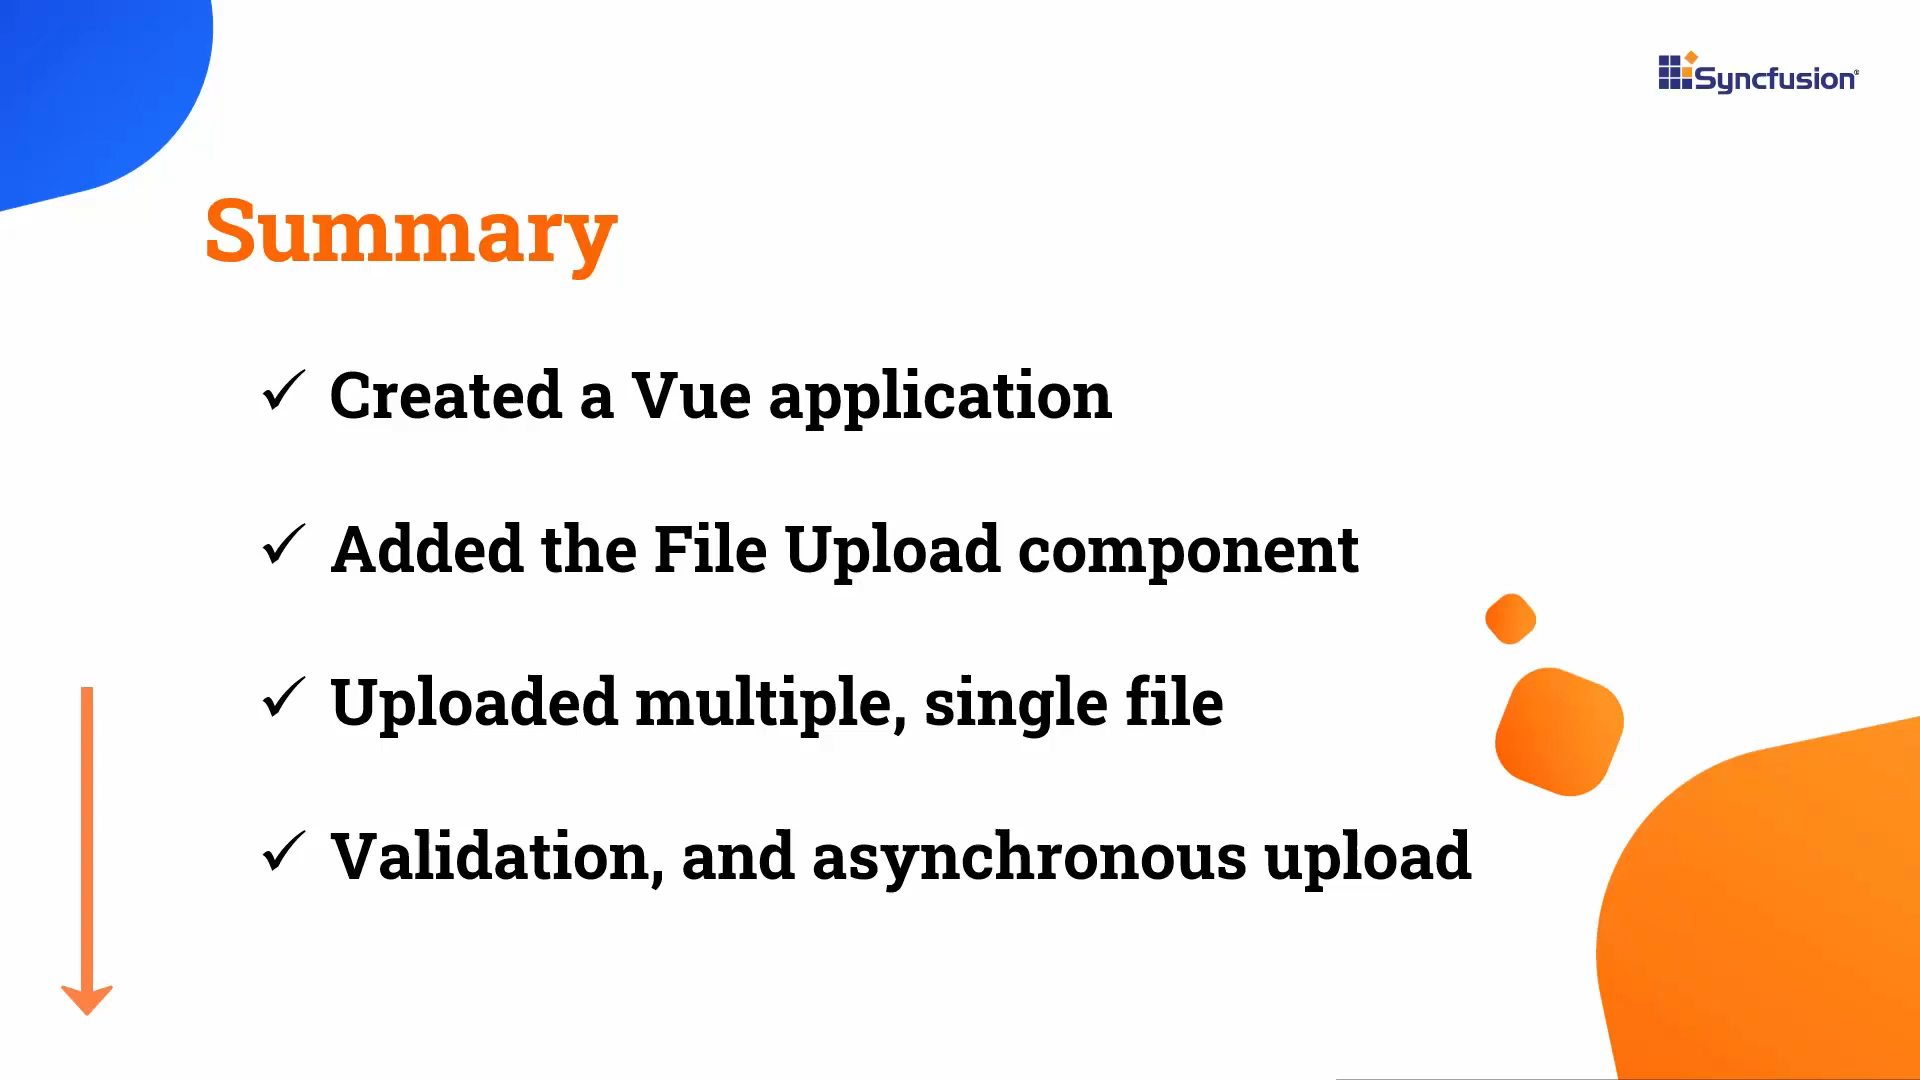 Syncfusion®
Summary
✓ Created a Vue application
✓ Added the File Upload component
✓ Uploaded multiple, single file
✓ Validation, and asynchronous upload